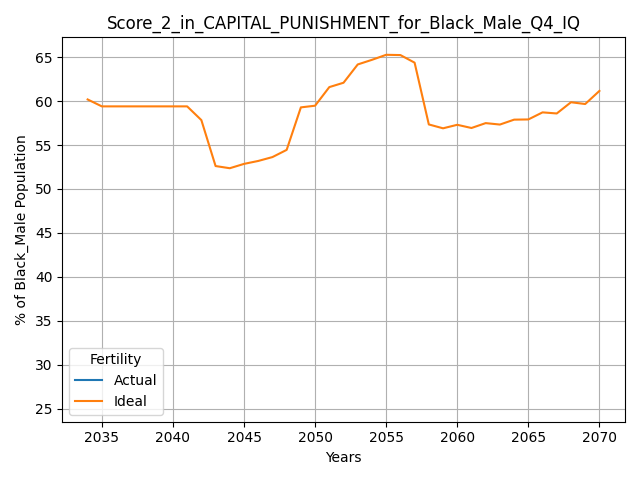 Score_2_in_CAPITAL_PUNISHMENT_for_Black_Male_Q4_IQ
% of Black_Male Population
65
60
55
50
45
40
35
30
25
Fertility
Actual
Ideal
2035 2040 2045 2050 2055 2060 2065 2070
Years